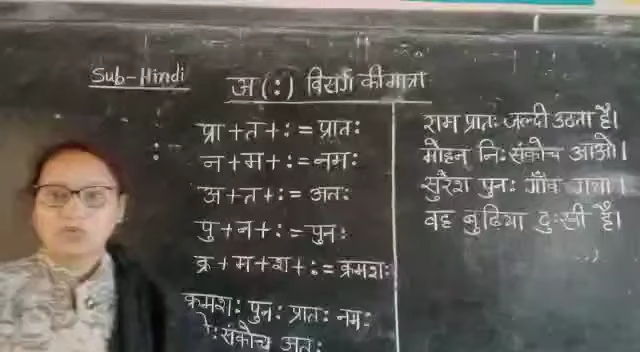 Sub-Hindi
अ (ः) विसर्ग की मात्रा
प्रा + त + ः = प्रातः
न + म + ः = नमः
अ + त + ः = अतः
पु + न + ः = पुनः
क्र + म + श + ः = क्रमशः
क्रमशः पुनः प्रातः नमः
संकोच अतः
राम प्रातः जल्दी उठता है।
मोहन निः संकोच आओ।
सुरेश पुनः गाँव गया।
वह बुढिया दुःखी है।